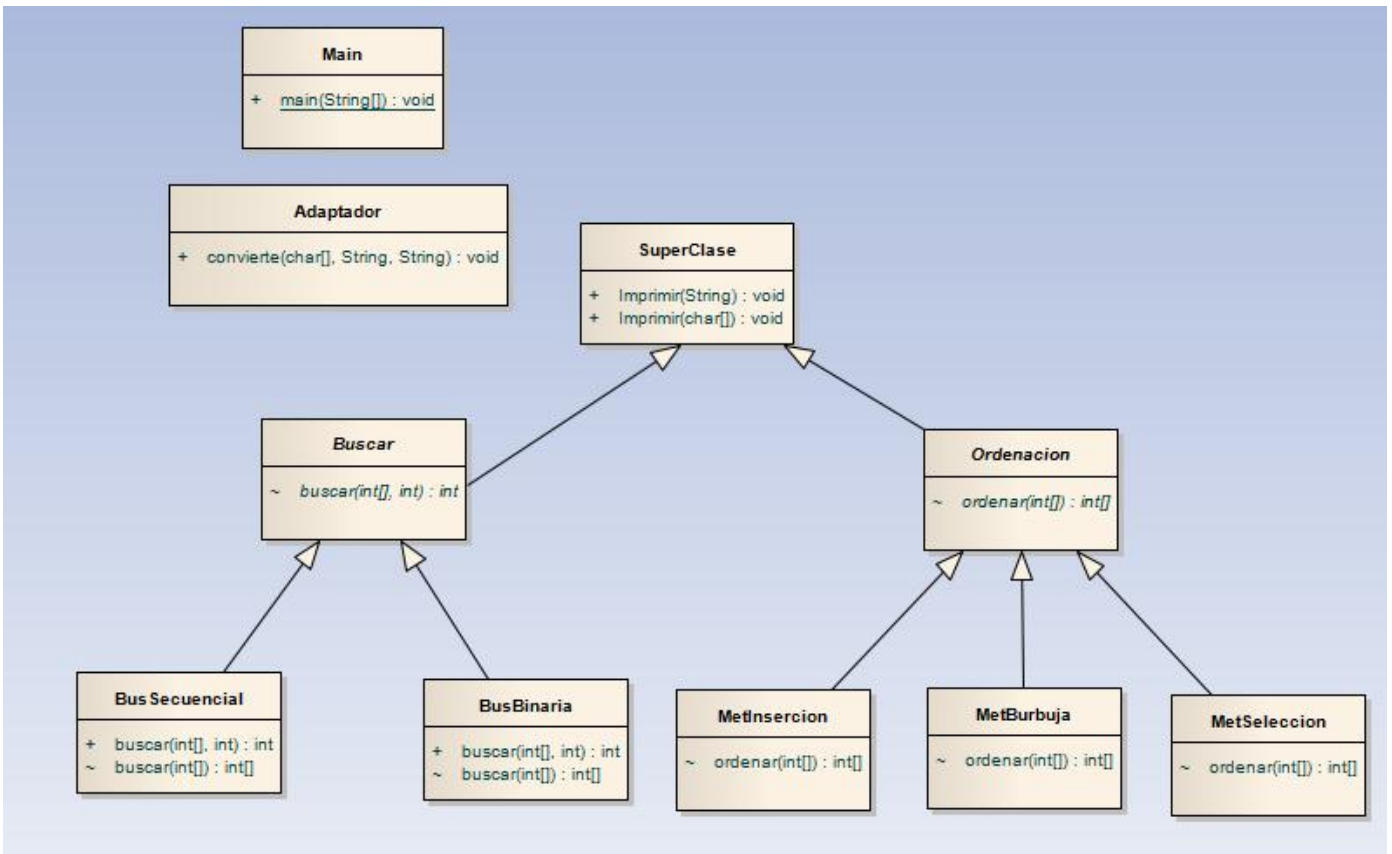 Main
+ main(String[]) : void
Adaptador
+ convierte(char[], String, String) : void
SuperClase
+ Imprimir(String) : void
+ Imprimir(char[]) : void
Buscar
~ buscar(int[], int) : int
Ordenacion
~ ordenar(int[]) : int[]
BusSecuencial
+ buscar(int[], int) : int
~ buscar(int[]) : int[]
BusBinaria
+ buscar(int[], int) : int
~ buscar(int[]) : int[]
MetInsercion
~ ordenar(int[]) : int[]
MetBurbuja
~ ordenar(int[]) : int[]
MetSeleccion
~ ordenar(int[]) : int[]